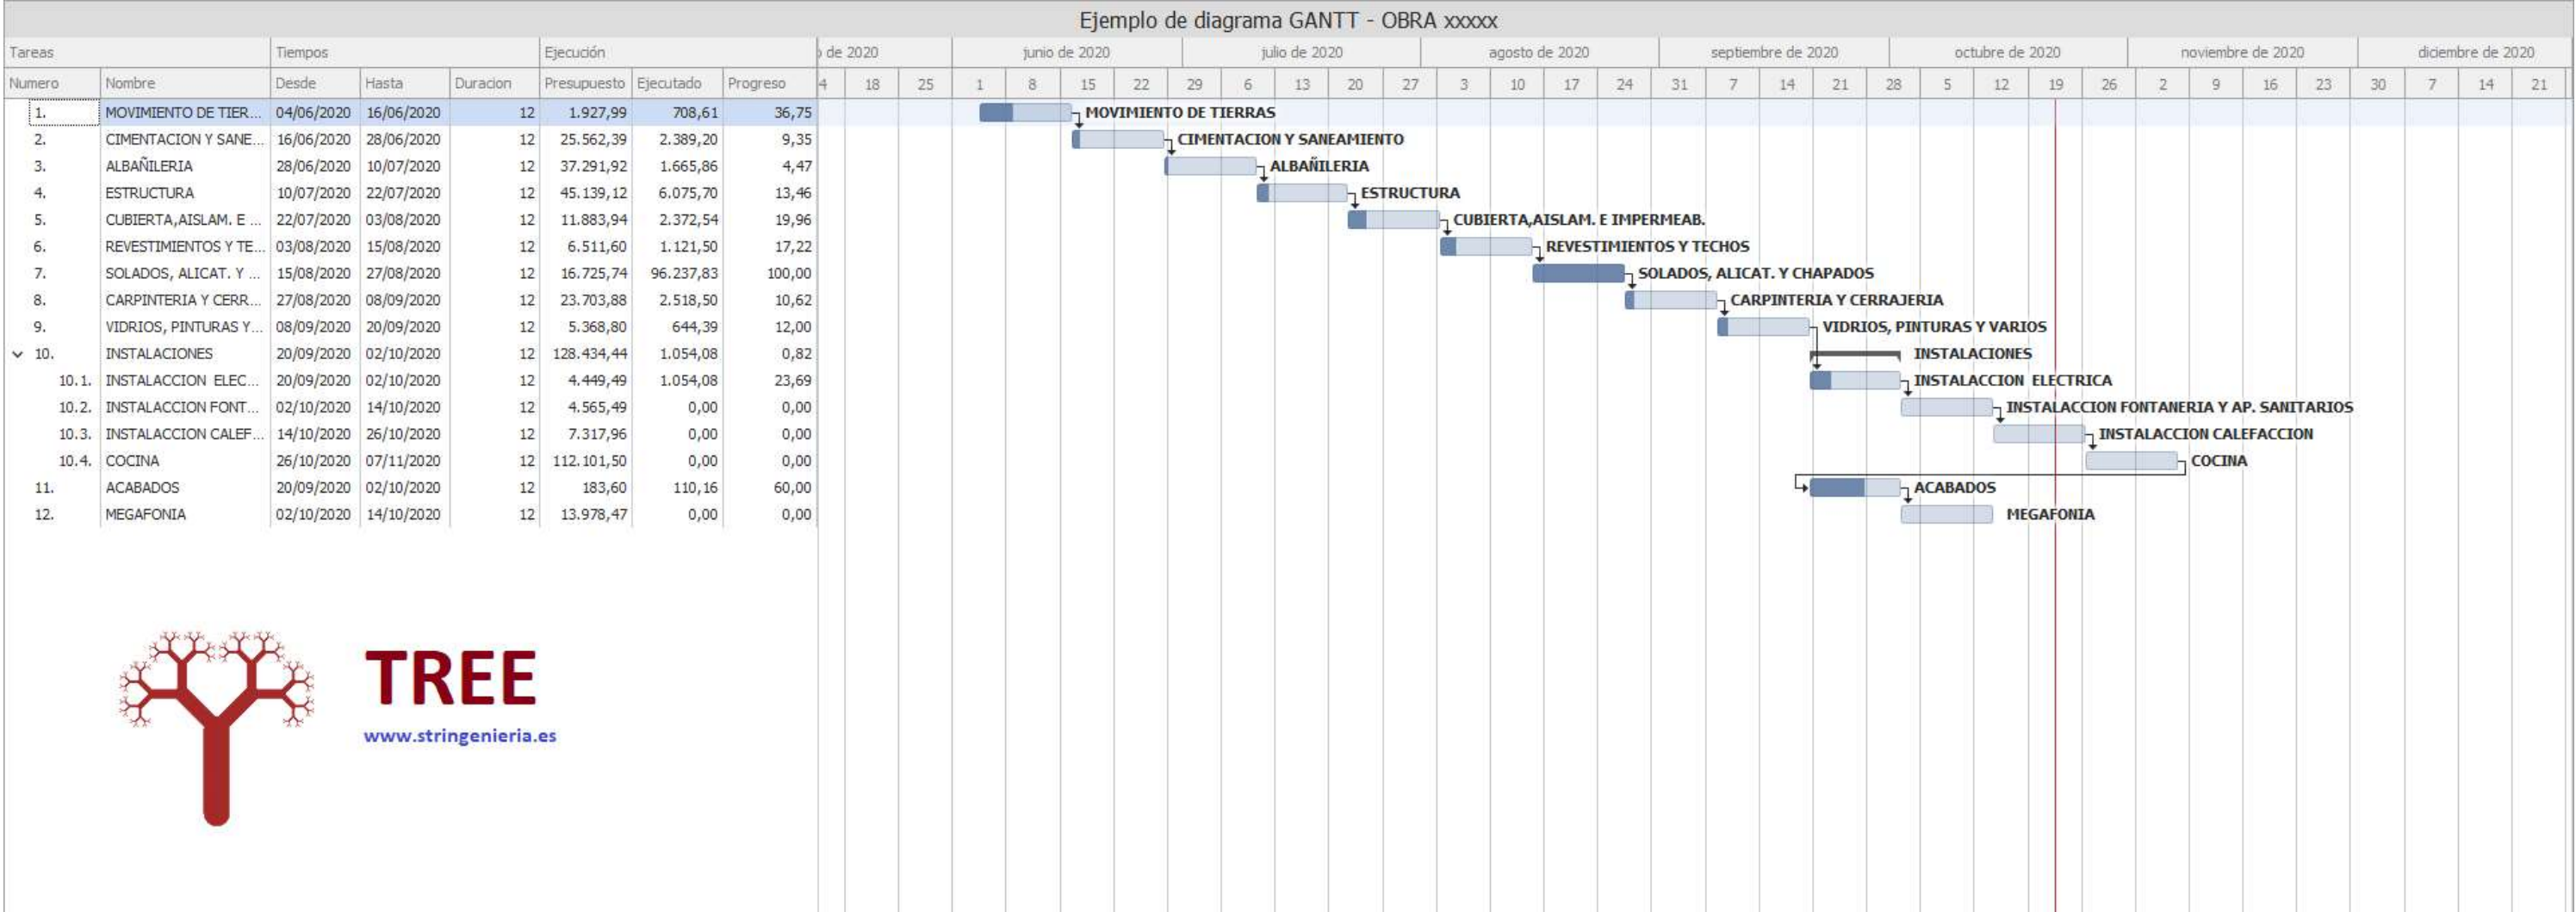 Ejemplo de diagrama GANTT - OBRA xxxxx
Tareas Tiempos Ejecución de 2020 junio de 2020 julio de 2020 agosto de 2020 septiembre de 2020 octubre de 2020 noviembre de 2020 diciembre de 2020
Numero Nombre Desde Hasta Duracion Presupuesto Ejecutado Progreso 4 18 25 1 8 15 22 29 6 13 20 27 3 10 17 24 31 7 14 21 28 5 12 19 26 2 9 16 23 30 7 14 21
1. MOVIMIENTO DE TIER... 04/06/2020 16/06/2020 12 1.927,99 708,61 36,75 MOVIMIENTO DE TIERRAS
2. CIMENTACION Y SANE... 16/06/2020 28/06/2020 12 25.562,39 2.389,20 9,35 CIMENTACION Y SANEAMIENTO
3. ALBAÑILERIA 28/06/2020 10/07/2020 12 37.291,92 1.665,86 4,47 ALBAÑILERIA
4. ESTRUCTURA 10/07/2020 22/07/2020 12 45.139,12 6.075,70 13,46 ESTRUCTURA
5. CUBIERTA,AISLAM. E ... 22/07/2020 03/08/2020 12 11.883,94 2.372,54 19,96 CUBIERTA,AISLAM. E IMPERMEAB.
6. REVESTIMIENTOS Y TE... 03/08/2020 15/08/2020 12 6.511,60 1.121,50 17,22 REVESTIMIENTOS Y TECHOS
7. SOLADOS, ALICAT. Y ... 15/08/2020 27/08/2020 12 16.725,74 96.237,83 100,00 SOLADOS, ALICAT. Y CHAPADOS
8. CARPINTERIA Y CERR... 27/08/2020 08/09/2020 12 23.703,88 2.518,50 10,62 CARPINTERIA Y CERRAJERIA
9. VIDRIOS, PINTURAS Y... 08/09/2020 20/09/2020 12 5.368,80 644,39 12,00 VIDRIOS, PINTURAS Y VARIOS
10. INSTALACIONES 20/09/2020 02/10/2020 12 128.434,44 1.054,08 0,82 INSTALACIONES
10.1. INSTALACCION ELEC... 20/09/2020 02/10/2020 12 4.449,49 1.054,08 23,69 INSTALACCION ELECTRICA
10.2. INSTALACCION FONT... 02/10/2020 14/10/2020 12 4.565,49 0,00 0,00 INSTALACCION FONTANERIA Y AP. SANITARIOS
10.3. INSTALACCION CALEF... 14/10/2020 26/10/2020 12 7.317,96 0,00 0,00 INSTALACCION CALEFACCION
10.4. COCINA 26/10/2020 07/11/2020 12 112.101,50 0,00 0,00 COCINA
11. ACABADOS 20/09/2020 02/10/2020 12 183,60 110,16 60,00 ACABADOS
12. MEGAFONIA 02/10/2020 14/10/2020 12 13.978,47 0,00 0,00 MEGAFONIA
TREE
www.stringenieria.es